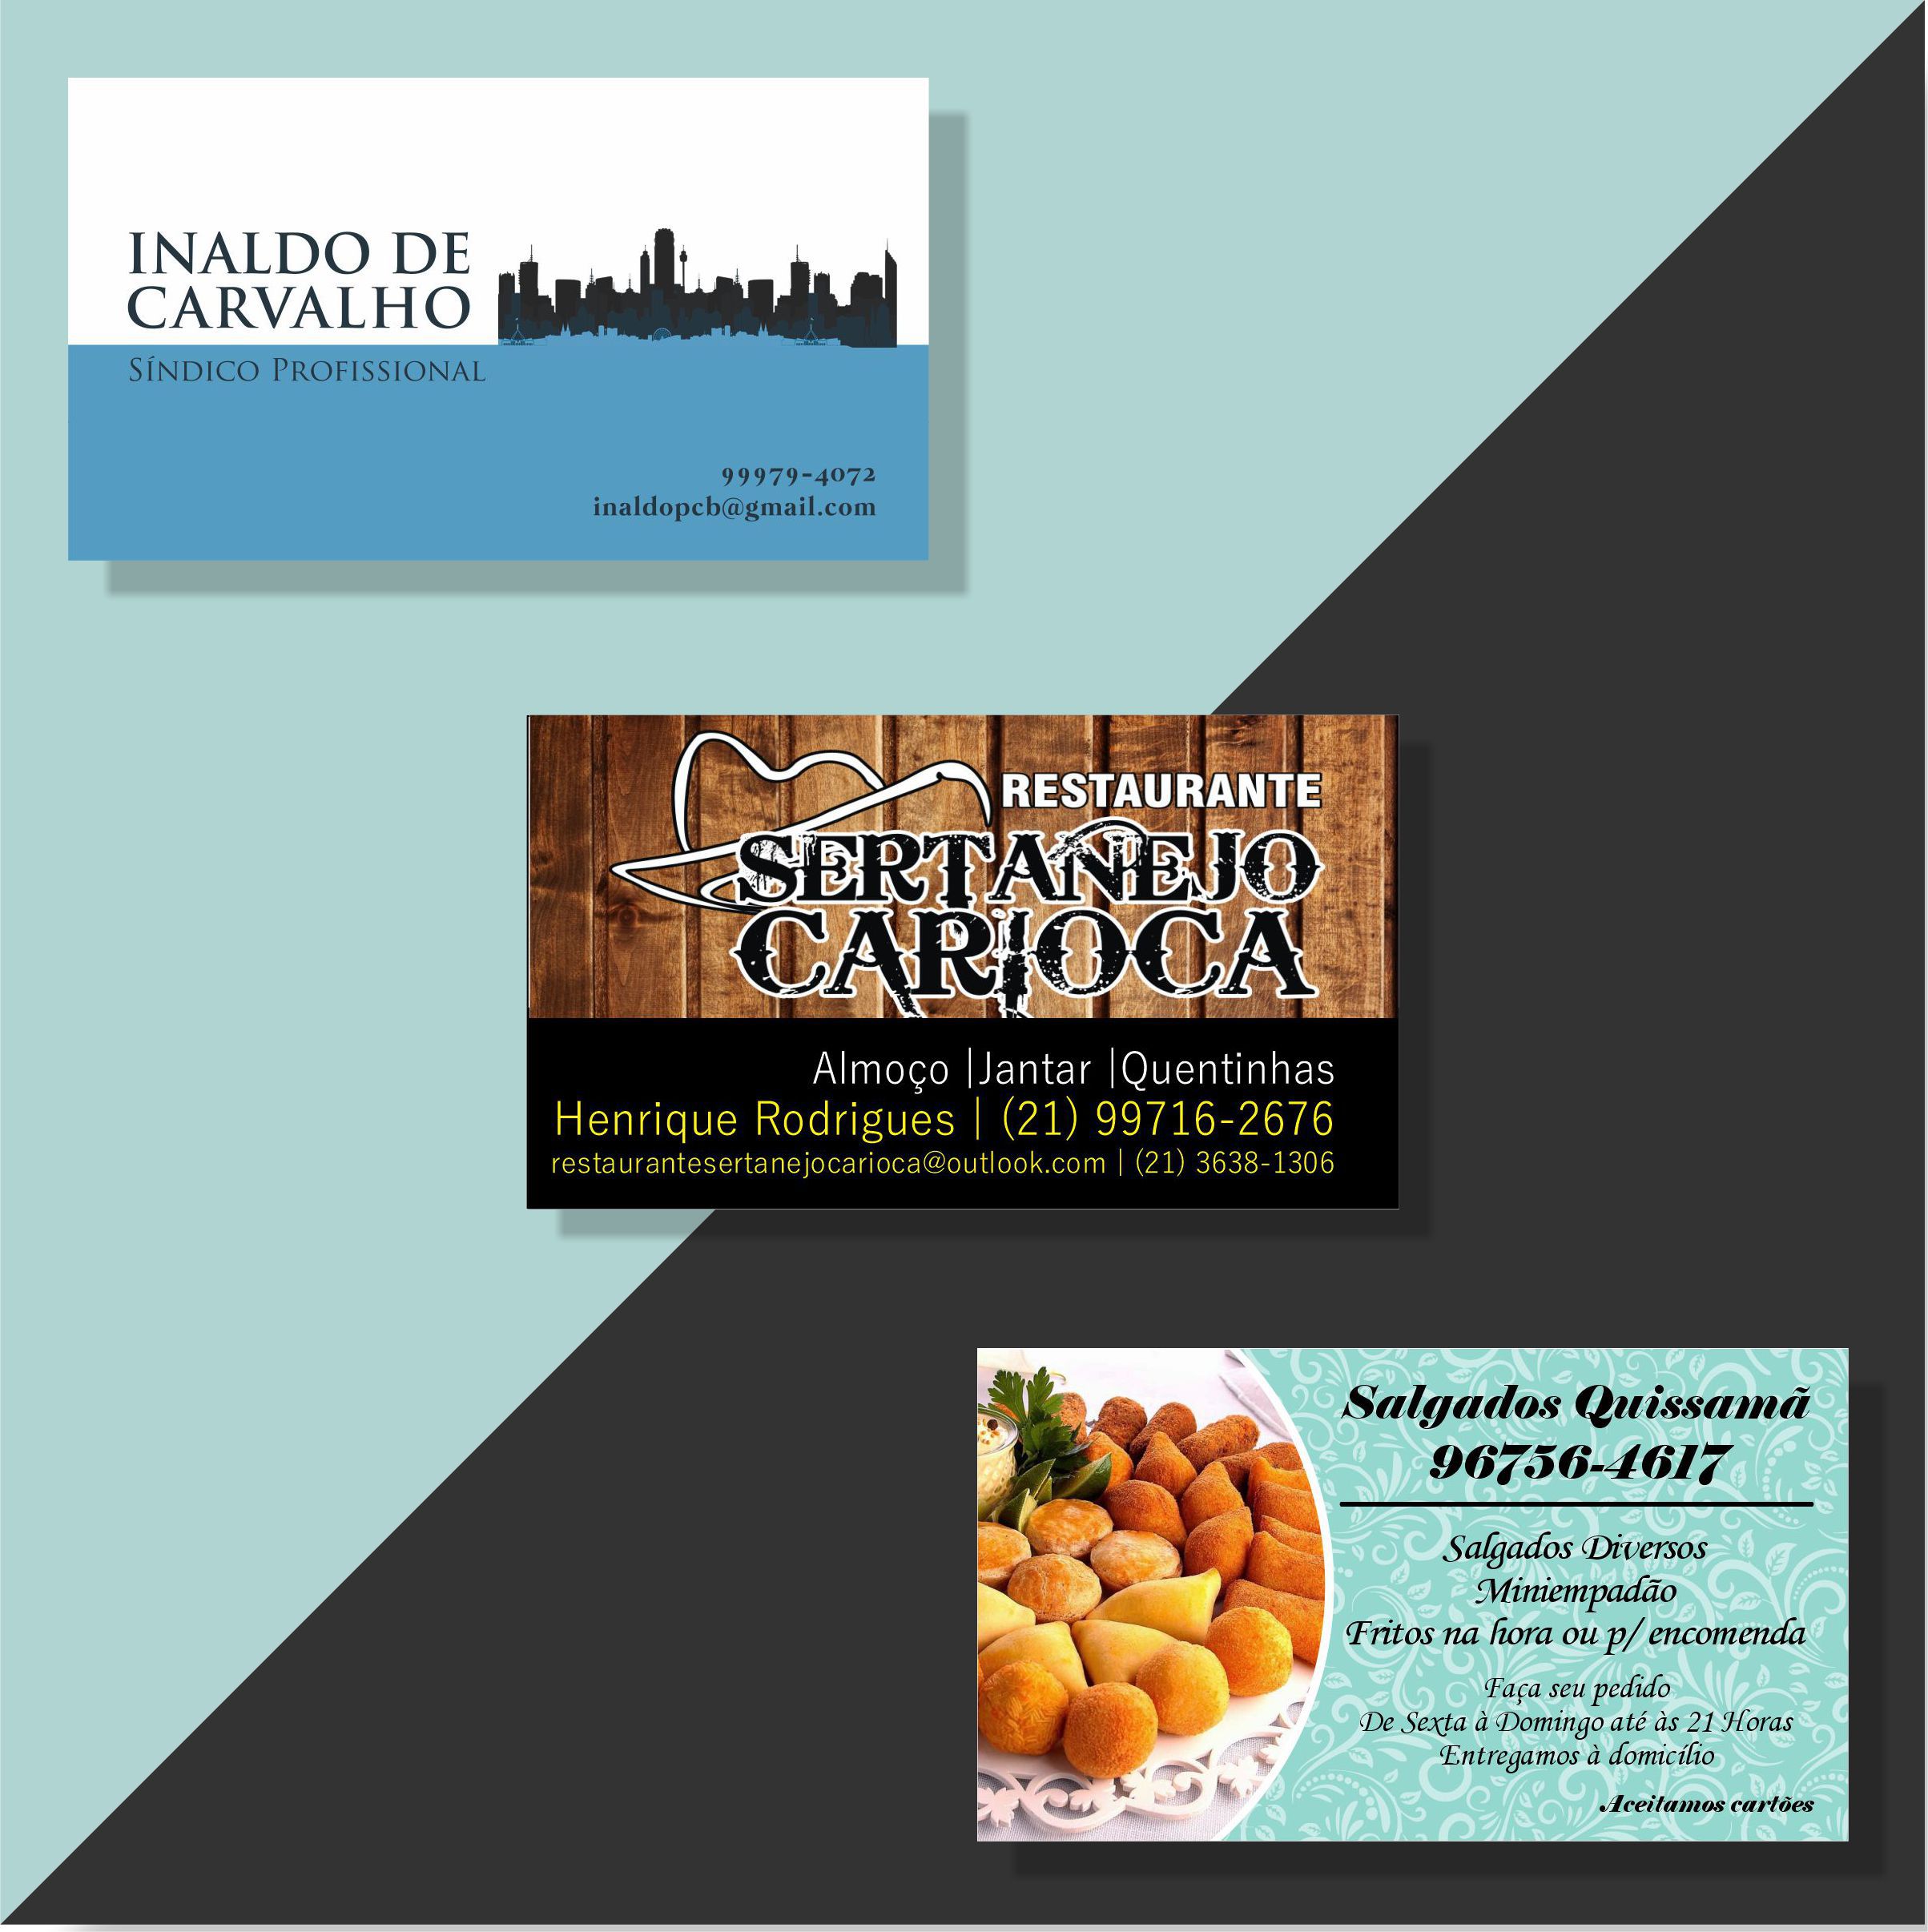 INALDO DE
CARVALHO
SÍNDICO PROFISSIONAL
99979-4072
inaldopcb@gmail.com
RESTAURANTE
SERTANEJO
CARIOCA
Almoço |Jantar |Quentinhas
Henrique Rodrigues | (21) 99716-2676
restaurantesertanejocarioca@outlook.com | (21) 3638-1306
Salgados Quissamã
96756-4617
Salgados Diversos
Miniempadão
Fritos na hora ou p/ encomenda
Faça seu pedido
De Sexta à Domingo até às 21 Horas
Entregamos à domicílio
Aceitamos cartões